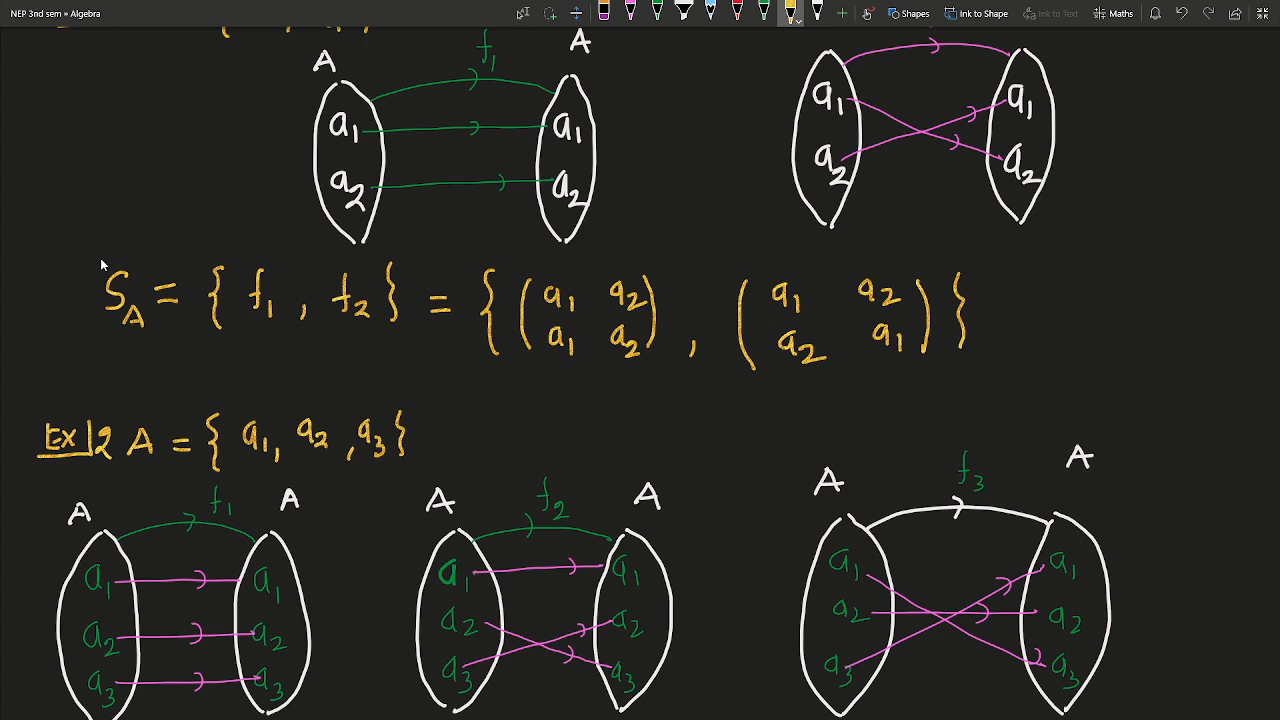 NEP 3nd sem » Algebra
Shapes Ink to Shape Ink to Text Maths
A f₁ A
a₁ a₁ a₁ a₁
a₂ a₂ a₂ a₂
S_A = { f₁ , f₂ } = { ( a₁ a₂ / a₁ a₂ ) , ( a₁ a₂ / a₂ a₁ ) }
Ex 2 A = { a₁, a₂ , a₃ }
A f₁ A A f₂ A A f₃ A
a₁ a₁ a₁ a₁ a₁ a₁
a₂ a₂ a₂ a₂ a₂ a₂
a₃ a₃ a₃ a₃ a₃ a₃